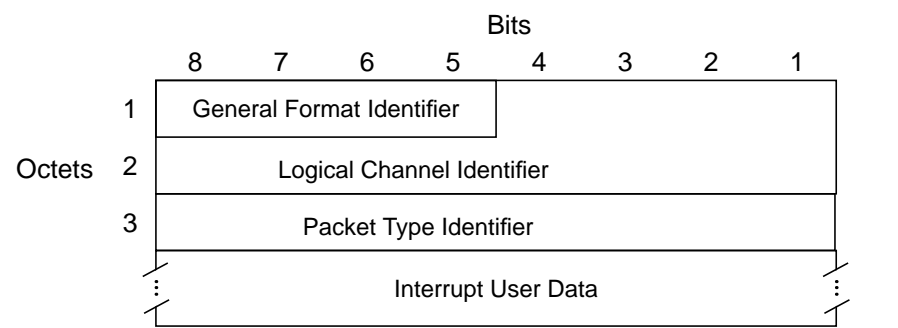 Bits
8 7 6 5 4 3 2 1
1 General Format Identifier
Octets 2 Logical Channel Identifier
3 Packet Type Identifier
Interrupt User Data